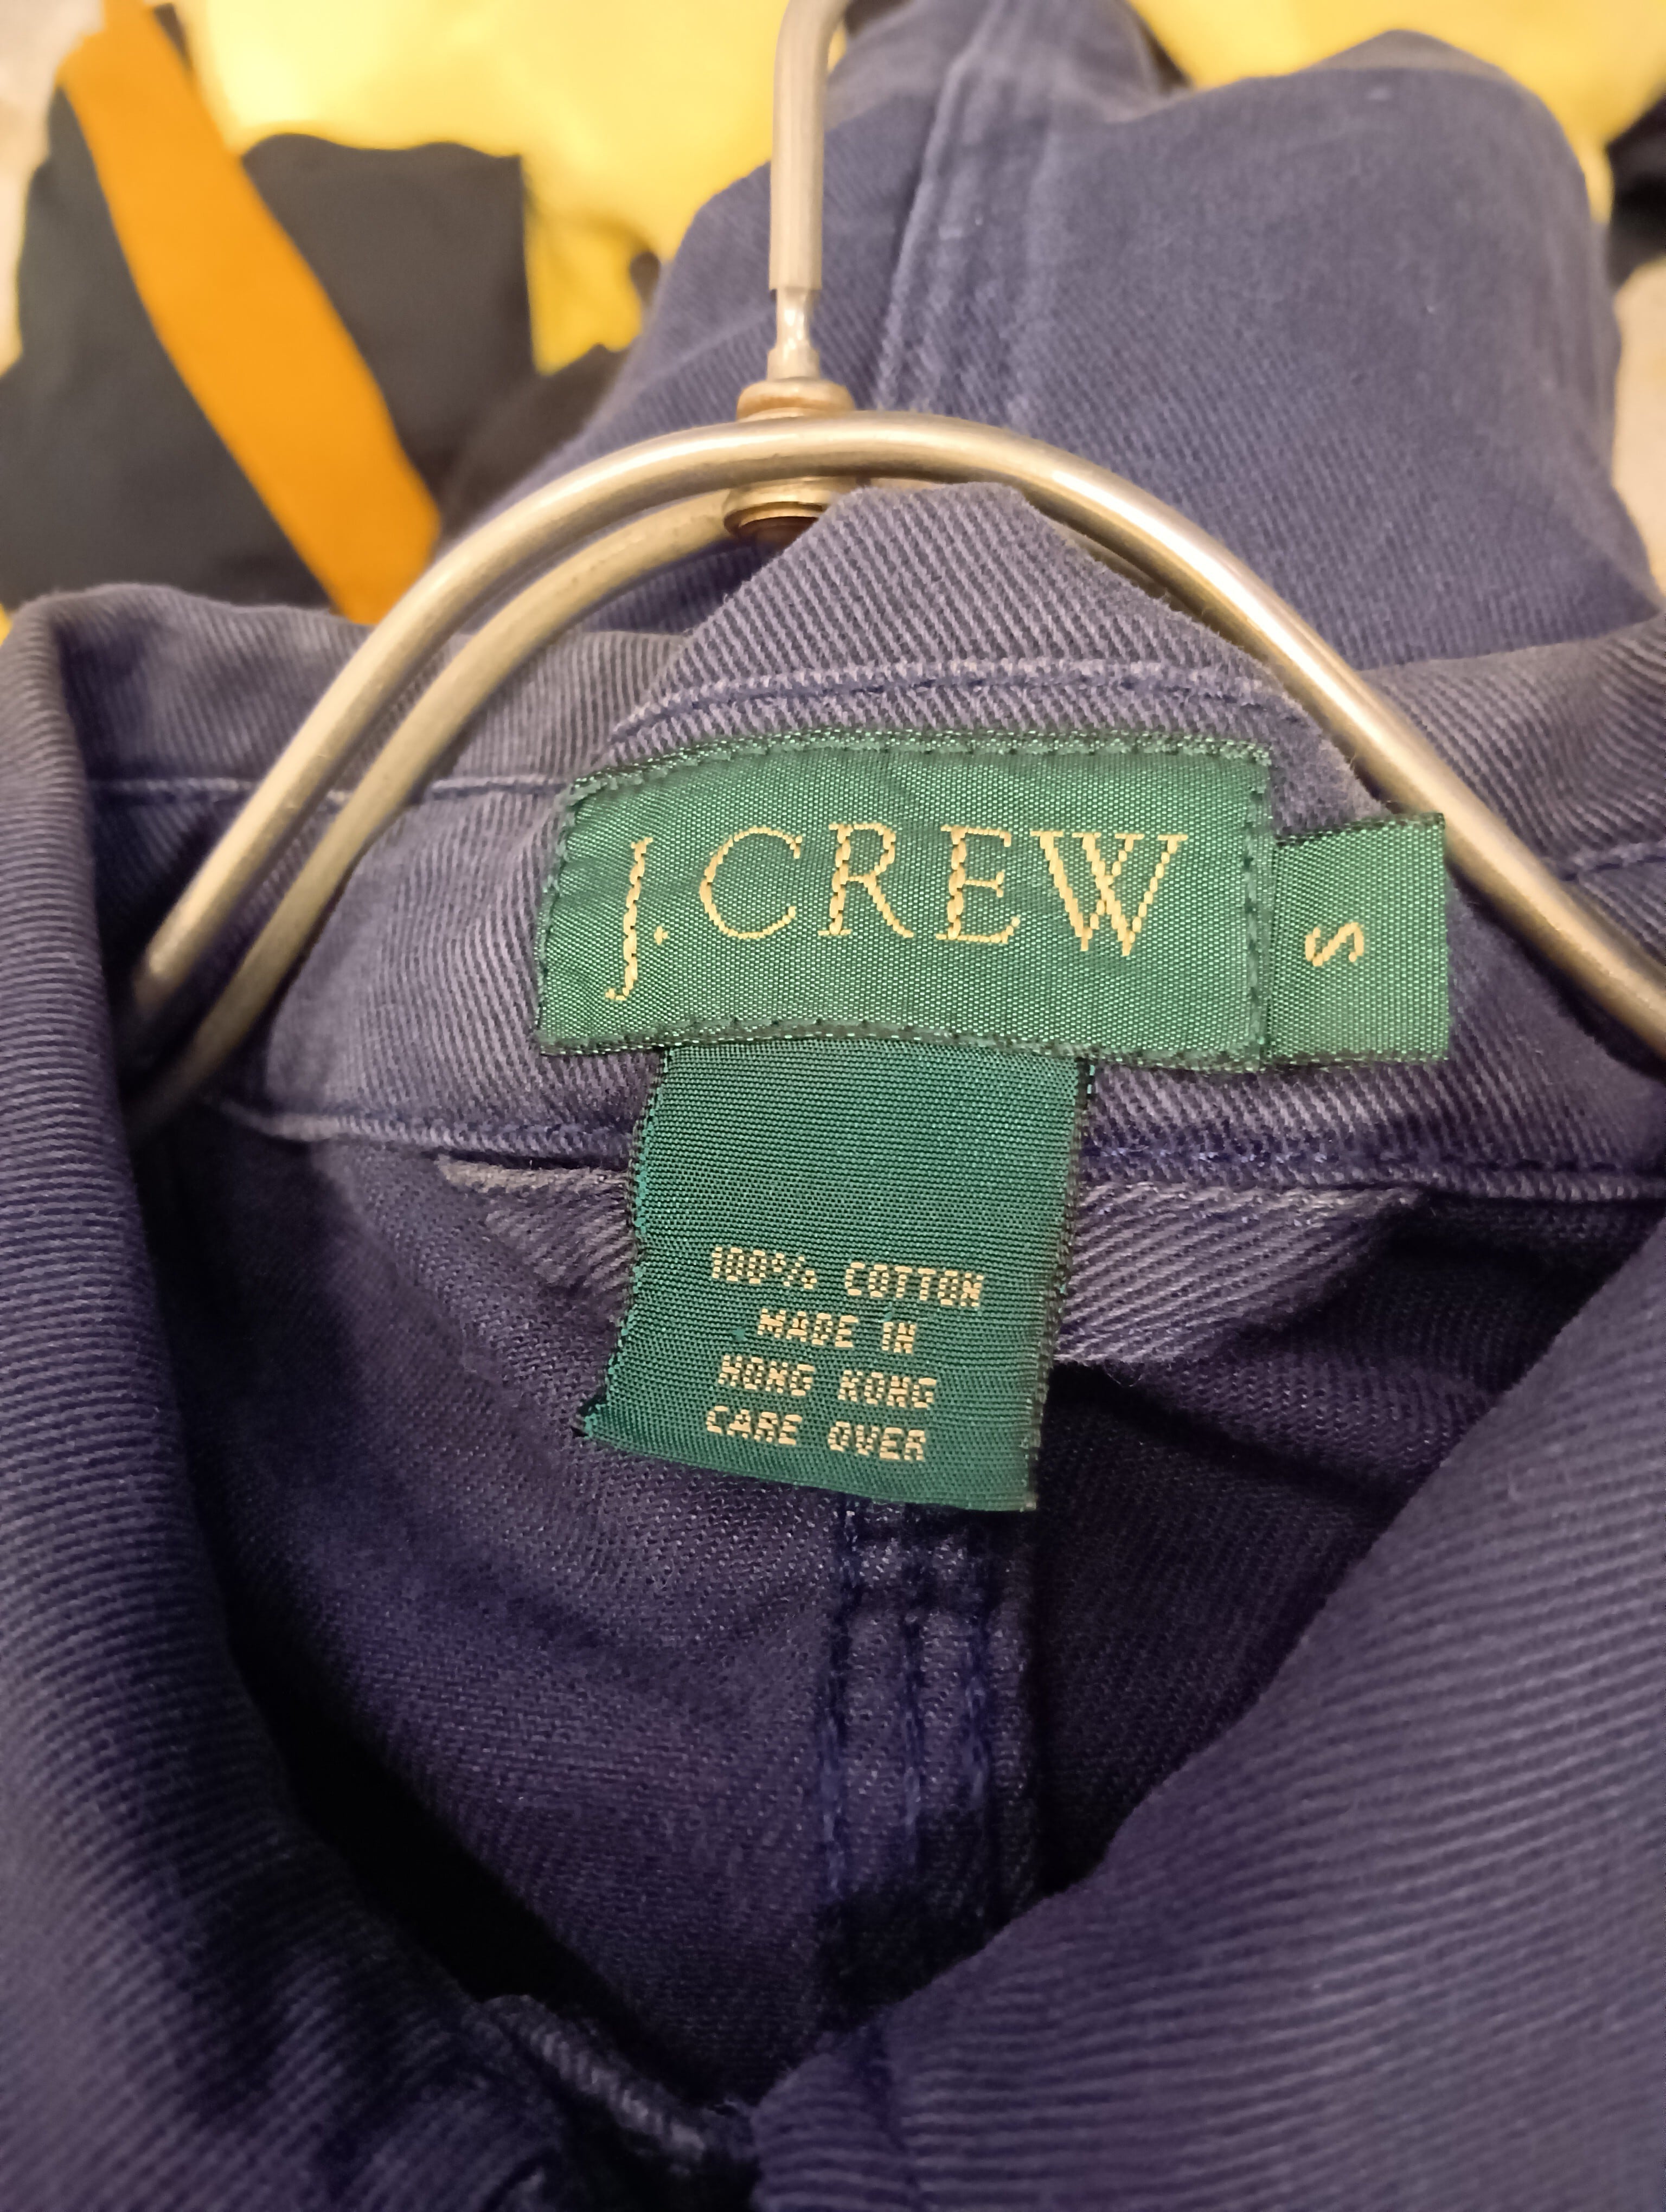 J. CREW
S
100% COTTON
MADE IN
HONG KONG
CARE OVER